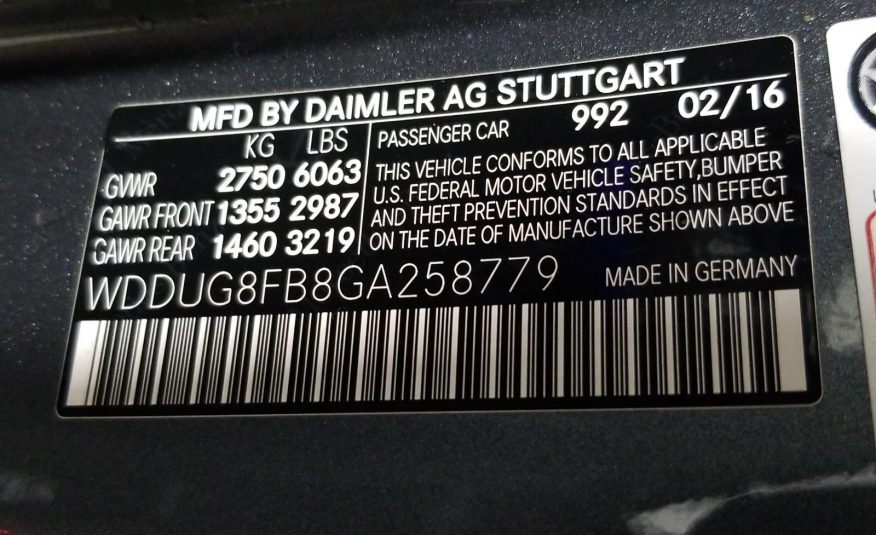 MFD BY DAIMLER AG STUTTGART
KG LBS
GVWR 2750 6063
GAWR FRONT 1355 2987
GAWR REAR 1460 3219
PASSENGER CAR 992 02/16
THIS VEHICLE CONFORMS TO ALL APPLICABLE
U.S. FEDERAL MOTOR VEHICLE SAFETY,BUMPER
AND THEFT PREVENTION STANDARDS IN EFFECT
ON THE DATE OF MANUFACTURE SHOWN ABOVE
WDDUG8FB8GA258779 MADE IN GERMANY